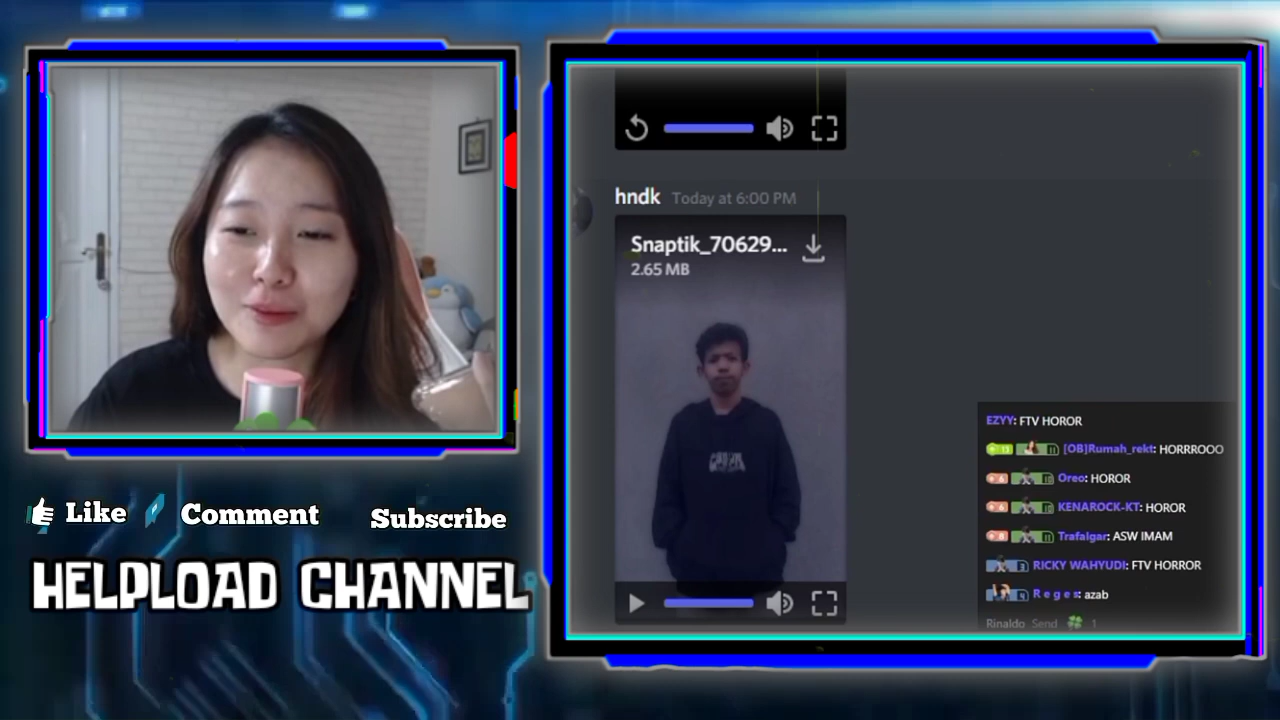 hndk Today at 6:00 PM
Snaptik_70629...
2.65 MB
EZYY: FTV HOROR
[OB]Rumah_rekt: HORRROOO
Oreo: HOROR
KENAROCK-KT: HOROR
Trafalgar: ASW IMAM
RICKY WAHYUDI: FTV HORROR
R e g e s: azab
Rinaldo Send 1
Like Comment Subscribe
HELPLOAD CHANNEL